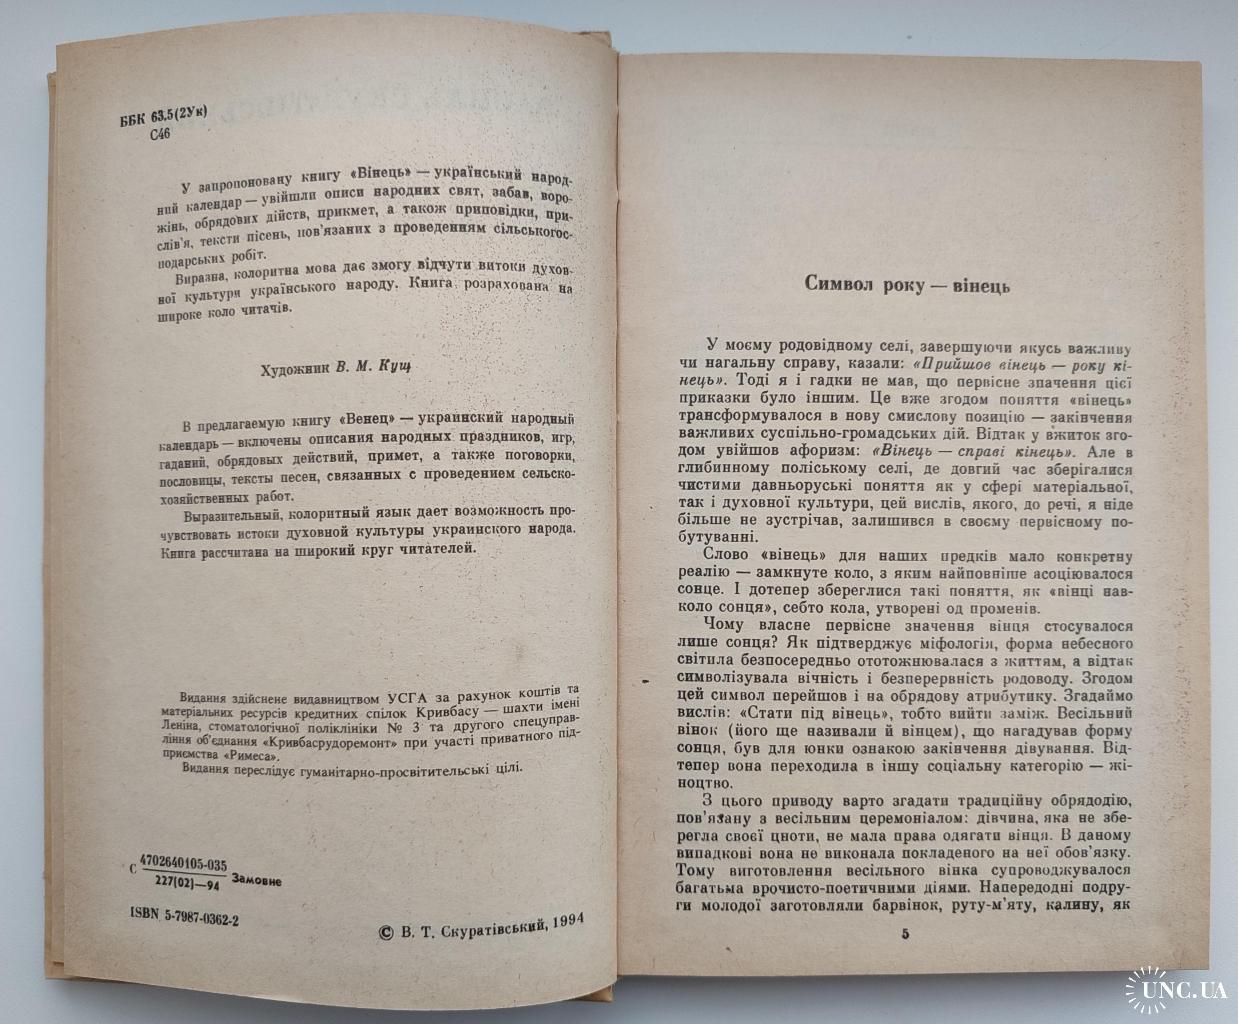 ББК 63.5(2Ук)
С46
У запропоновану книгу «Вінець» — український народ-
ний календар — увійшли описи народних свят, забав, воро-
жінь, обрядових дійств, прикмет, а також приповідки, при-
слів'я, тексти пісень, пов'язаних з проведенням сільськогос-
подарських робіт.
Виразна, колоритна мова дає змогу відчути витоки духов-
ної культури українського народу. Книга розрахована на
широке коло читачів.
Художник В. М. Кущ
В предлагаемую книгу «Венец» — украинский народный
календарь — включены описания народных праздников, игр,
гаданий, обрядовых действий, примет, а также поговорки,
пословицы, тексты песен, связанных с проведением сельско-
хозяйственных работ.
Выразительный, колоритный язык дает возможность про-
чувствовать истоки духовной культуры украинского народа.
Книга рассчитана на широкий круг читателей.
Видання здійснене видавництвом УСГА за рахунок коштів та
матеріальних ресурсів кредитних спілок Кривбасу — шахти імені
Леніна, стоматологічної поліклініки № 3 та другого спецуправ-
ління об'єднання «Кривбасрудоремонт» при участі приватного під-
приємства «Римеса».
Видання переслідує гуманітарно-просвітительські цілі.
С 4702640105-035
227(02)—94 Замовне
ISBN 5-7987-0362-2
© В. Т. Скуратівський, 1994
Символ року — вінець
У моєму родовідному селі, завершуючи якусь важливу
чи нагальну справу, казали: «Прийшов вінець — року кі-
нець». Тоді я і гадки не мав, що первісне значення цієї
приказки було іншим. Це вже згодом поняття «вінець»
трансформувалося в нову смислову позицію — закінчення
важливих суспільно-громадських дій. Відтак у вжиток зго-
дом увійшов афоризм: «Вінець — справі кінець». Але в
глибинному поліському селі, де довгий час зберігалися
чистими давньоруські поняття як у сфері матеріальної,
так і духовної культури, цей вислів, якого, до речі, я ніде
більше не зустрічав, залишився в своєму первісному по-
бутуванні.
Слово «вінець» для наших предків мало конкретну
реалію — замкнуте коло, з яким найповніше асоціювалося
сонце. І дотепер збереглися такі поняття, як «вінці нав-
коло сонця», себто кола, утворені од променів.
Чому власне первісне значення вінця стосувалося
лише сонця? Як підтверджує міфологія, форма небесного
світила безпосередньо ототожнювалася з життям, а відтак
символізувала вічність і безперервність родоводу. Згодом
цей символ перейшов і на обрядову атрибутику. Згадаймо
вислів: «Стати під вінець», тобто вийти заміж. Весільний
вінок (його ще називали й вінцем), що нагадував форму
сонця, був для юнки ознакою закінчення дівування. Від-
тепер вона переходила в іншу соціальну категорію — жі-
ноцтво.
З цього приводу варто згадати традиційну обрядодію,
пов'язану з весільним церемоніалом: дівчина, яка не збе-
регла своєї цноти, не мала права одягати вінця. В даному
випадкові вона не виконала покладеного на неї обов'язку.
Тому виготовлення весільного вінка супроводжувалося
багатьма врочисто-поетичними діями. Напередодні подру-
ги молодої заготовляли барвінок, руту-м'яту, калину, як
5
UNC.UA